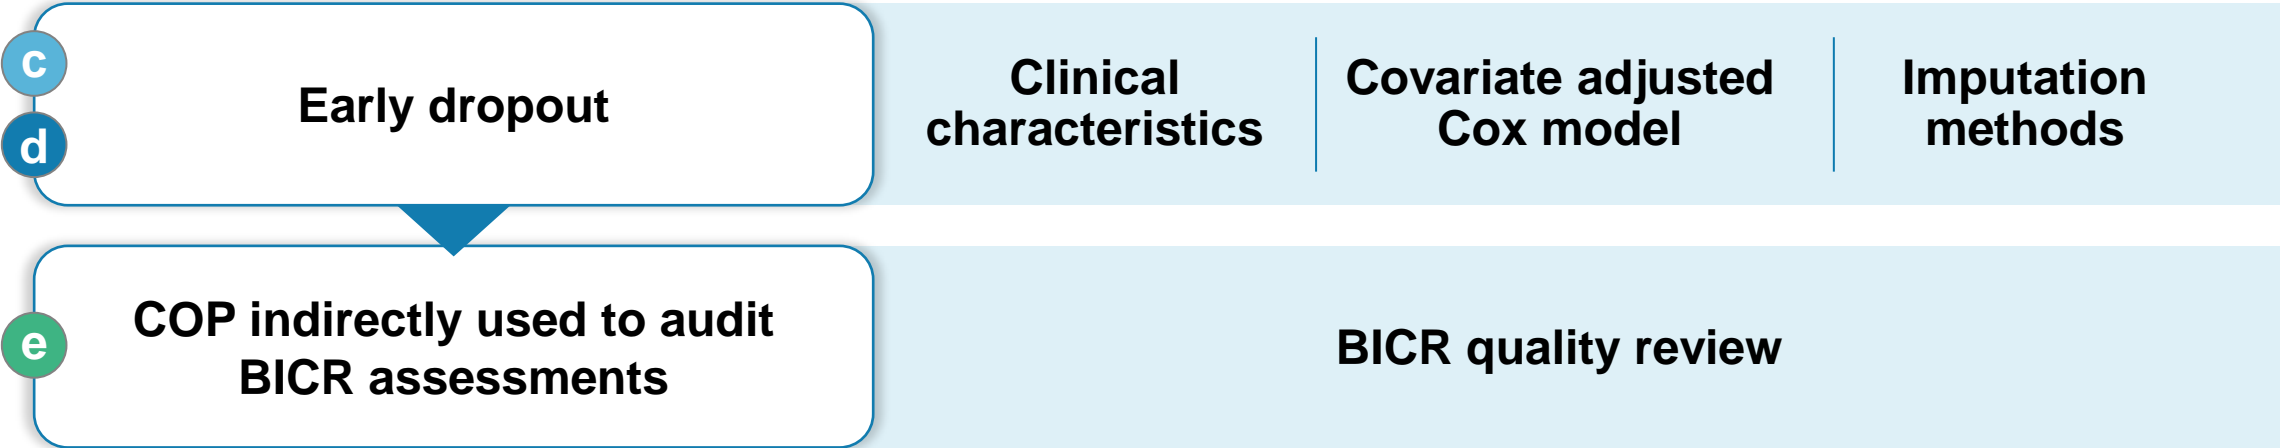 c
d
Early dropout
Clinical
characteristics
Covariate adjusted
Cox model
Imputation
methods
e
COP indirectly used to audit
BICR assessments
BICR quality review